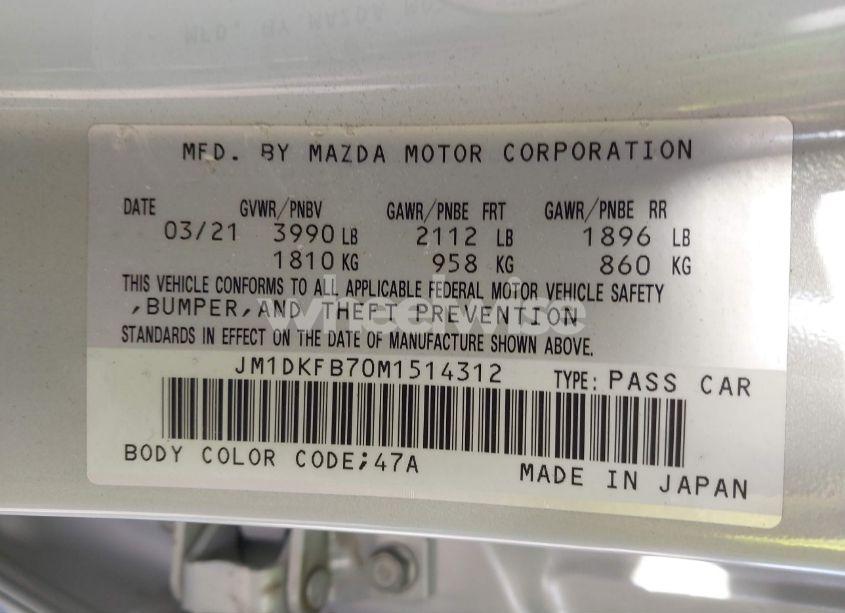 MFD. BY MAZDA MOTOR CORPORATION
DATE GVWR/PNBV GAWR/PNBE FRT GAWR/PNBE RR
03/21 3990 LB 2112 LB 1896 LB
1810 KG 958 KG 860 KG
THIS VEHICLE CONFORMS TO ALL APPLICABLE FEDERAL MOTOR VEHICLE SAFETY
,BUMPER,AND THEFT PREVENTION
STANDARDS IN EFFECT ON THE DATE OF MANUFACTURE SHOWN ABOVE.
wheelwise
JM1DKFB70M1514312 TYPE: PASS CAR
BODY COLOR CODE;47A
MADE IN JAPAN